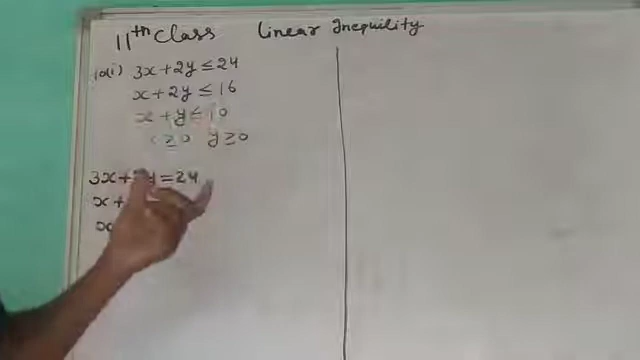 11th Class Linear Inequility
3x + 2y ≤ 24
x + 2y ≤ 16
x + y ≤ 10
≥ 0 y ≥ 0
3x + 2y = 24
x +
x